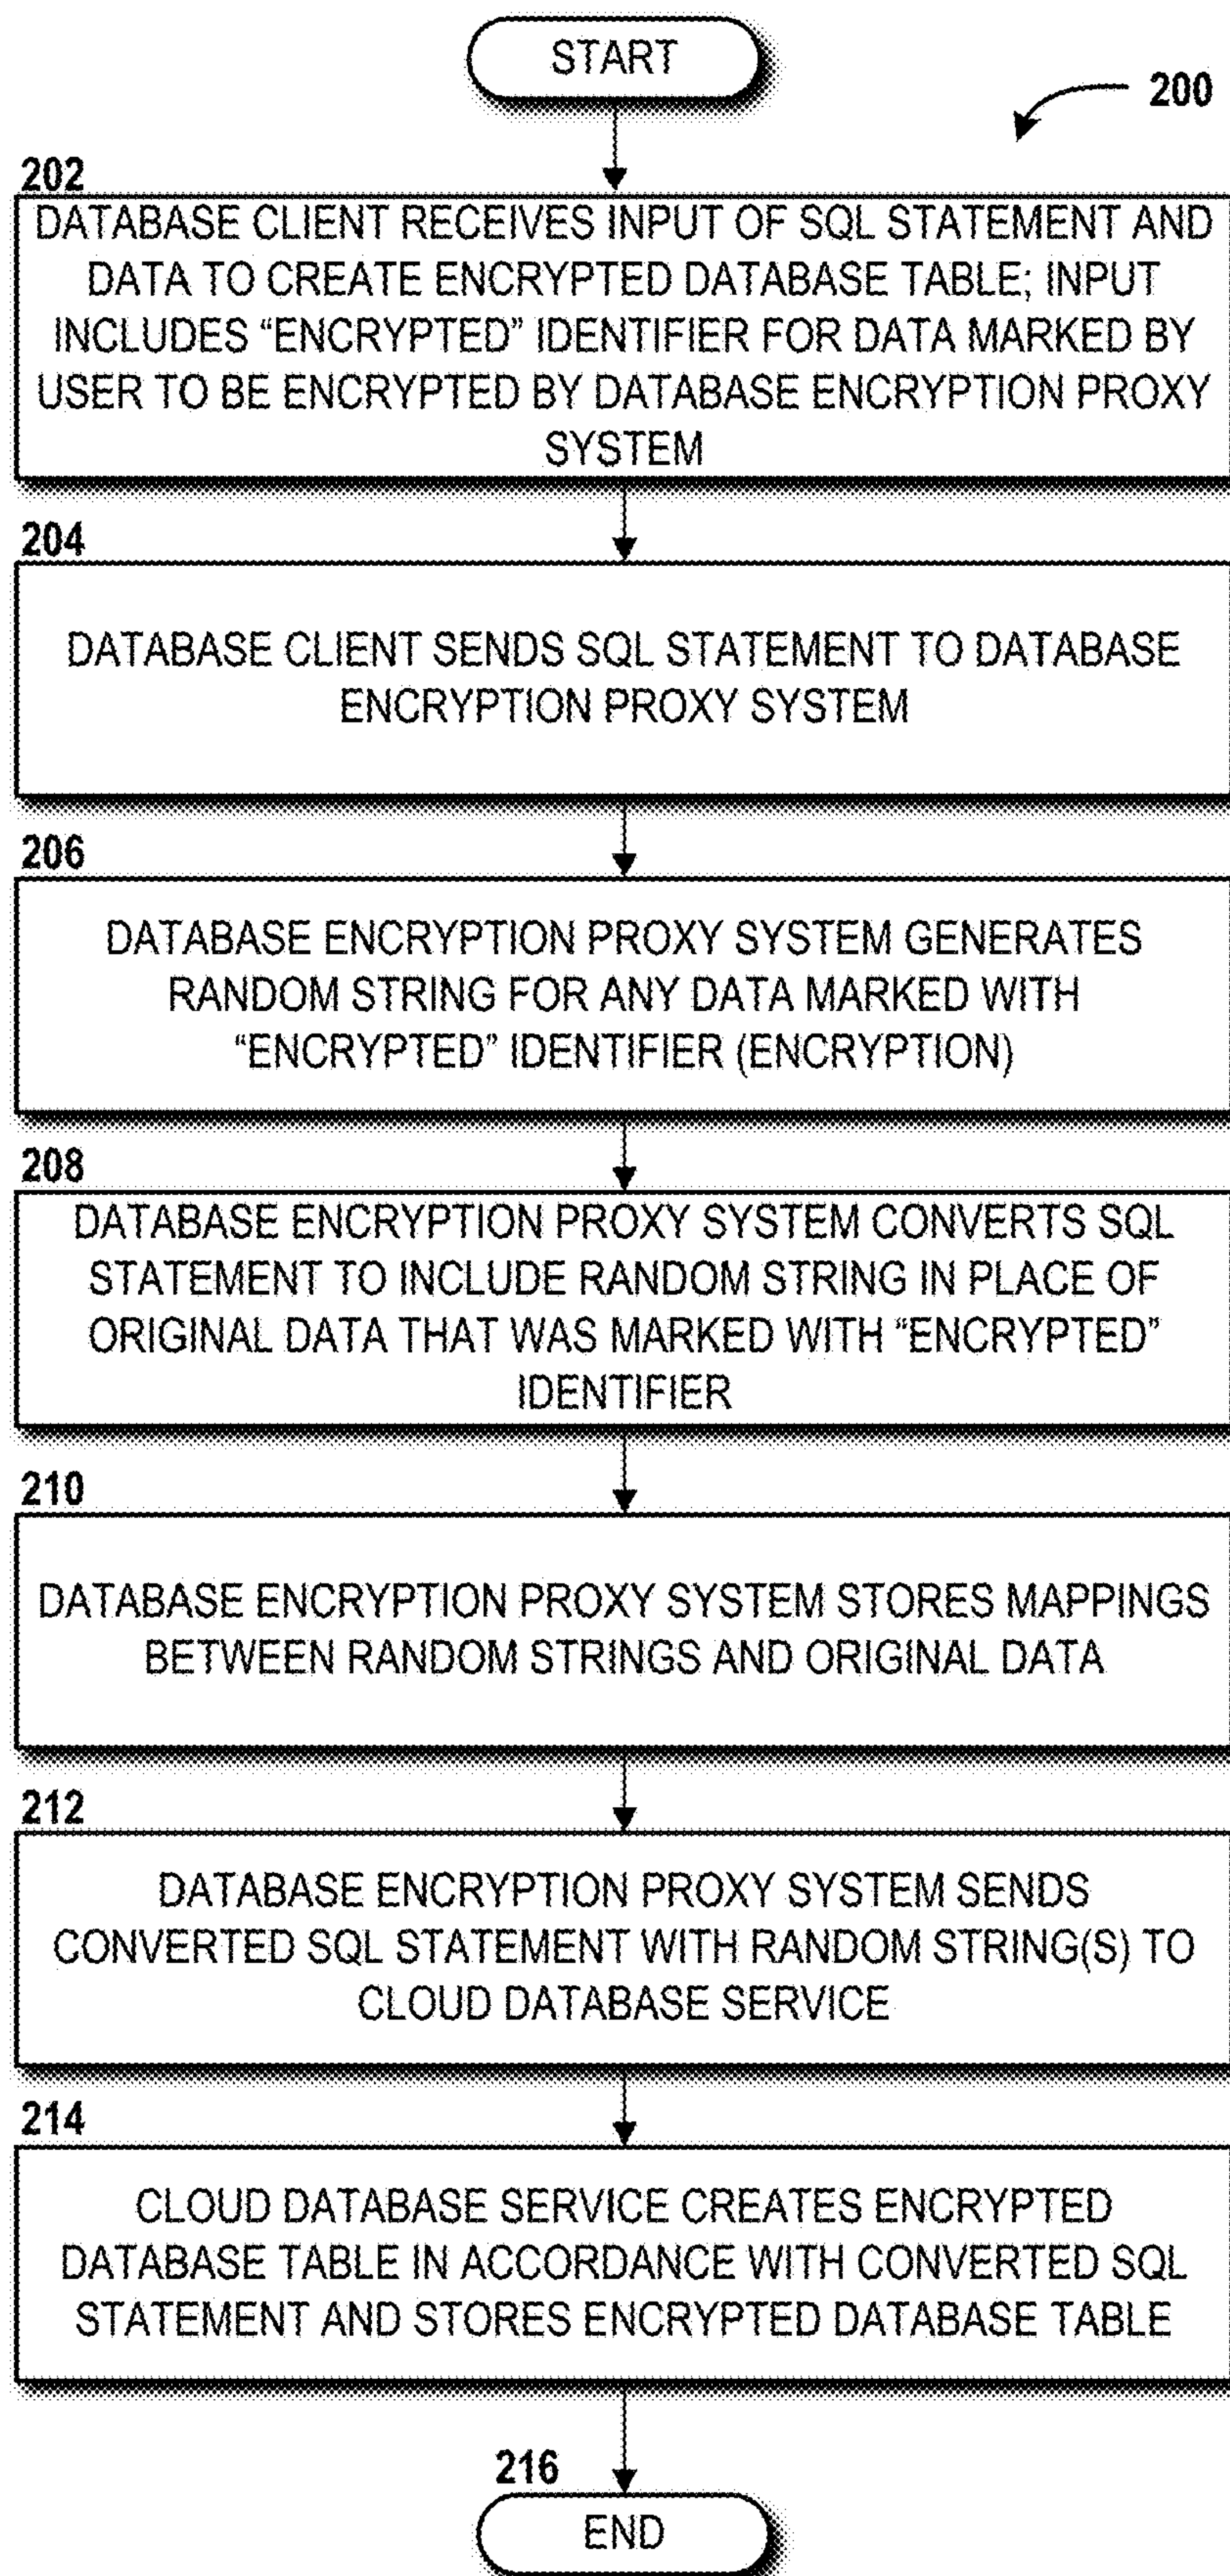 START
200
202
DATABASE CLIENT RECEIVES INPUT OF SQL STATEMENT AND
DATA TO CREATE ENCRYPTED DATABASE TABLE; INPUT
INCLUDES “ENCRYPTED” IDENTIFIER FOR DATA MARKED BY
USER TO BE ENCRYPTED BY DATABASE ENCRYPTION PROXY
SYSTEM
204
DATABASE CLIENT SENDS SQL STATEMENT TO DATABASE
ENCRYPTION PROXY SYSTEM
206
DATABASE ENCRYPTION PROXY SYSTEM GENERATES
RANDOM STRING FOR ANY DATA MARKED WITH
“ENCRYPTED” IDENTIFIER (ENCRYPTION)
208
DATABASE ENCRYPTION PROXY SYSTEM CONVERTS SQL
STATEMENT TO INCLUDE RANDOM STRING IN PLACE OF
ORIGINAL DATA THAT WAS MARKED WITH “ENCRYPTED”
IDENTIFIER
210
DATABASE ENCRYPTION PROXY SYSTEM STORES MAPPINGS
BETWEEN RANDOM STRINGS AND ORIGINAL DATA
212
DATABASE ENCRYPTION PROXY SYSTEM SENDS
CONVERTED SQL STATEMENT WITH RANDOM STRING(S) TO
CLOUD DATABASE SERVICE
214
CLOUD DATABASE SERVICE CREATES ENCRYPTED
DATABASE TABLE IN ACCORDANCE WITH CONVERTED SQL
STATEMENT AND STORES ENCRYPTED DATABASE TABLE
216
END